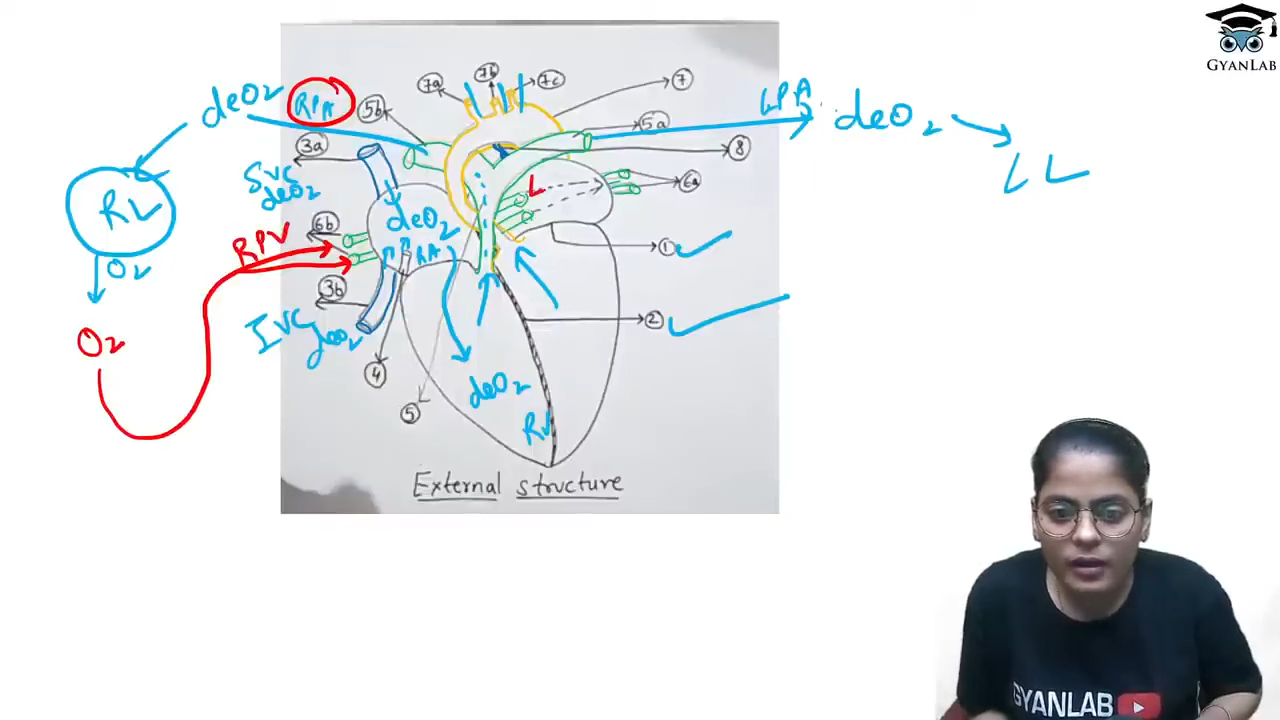 GYANLAB
deO2
RPA
5b
7a
7b
7c
7
LPA
deO2
5a
3a
8
LL
SVC
deO2
6a
RL
deO2
L
6b
RPV
RA
1
O2
3b
2
O2
IVC
deO2
4
deO2
5
RV
External structure
GYANLAB